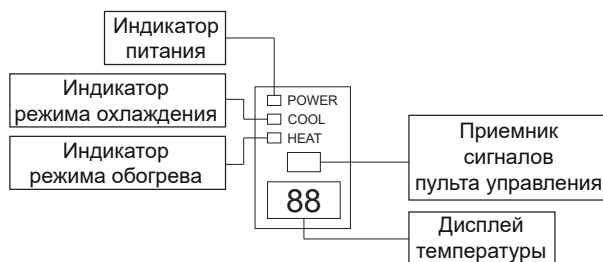 Индикатор
питания
Индикатор
режима охлаждения
Индикатор
режима обогрева
POWER
COOL
HEAT
88
Приемник
сигналов
пульта управления
Дисплей
температуры